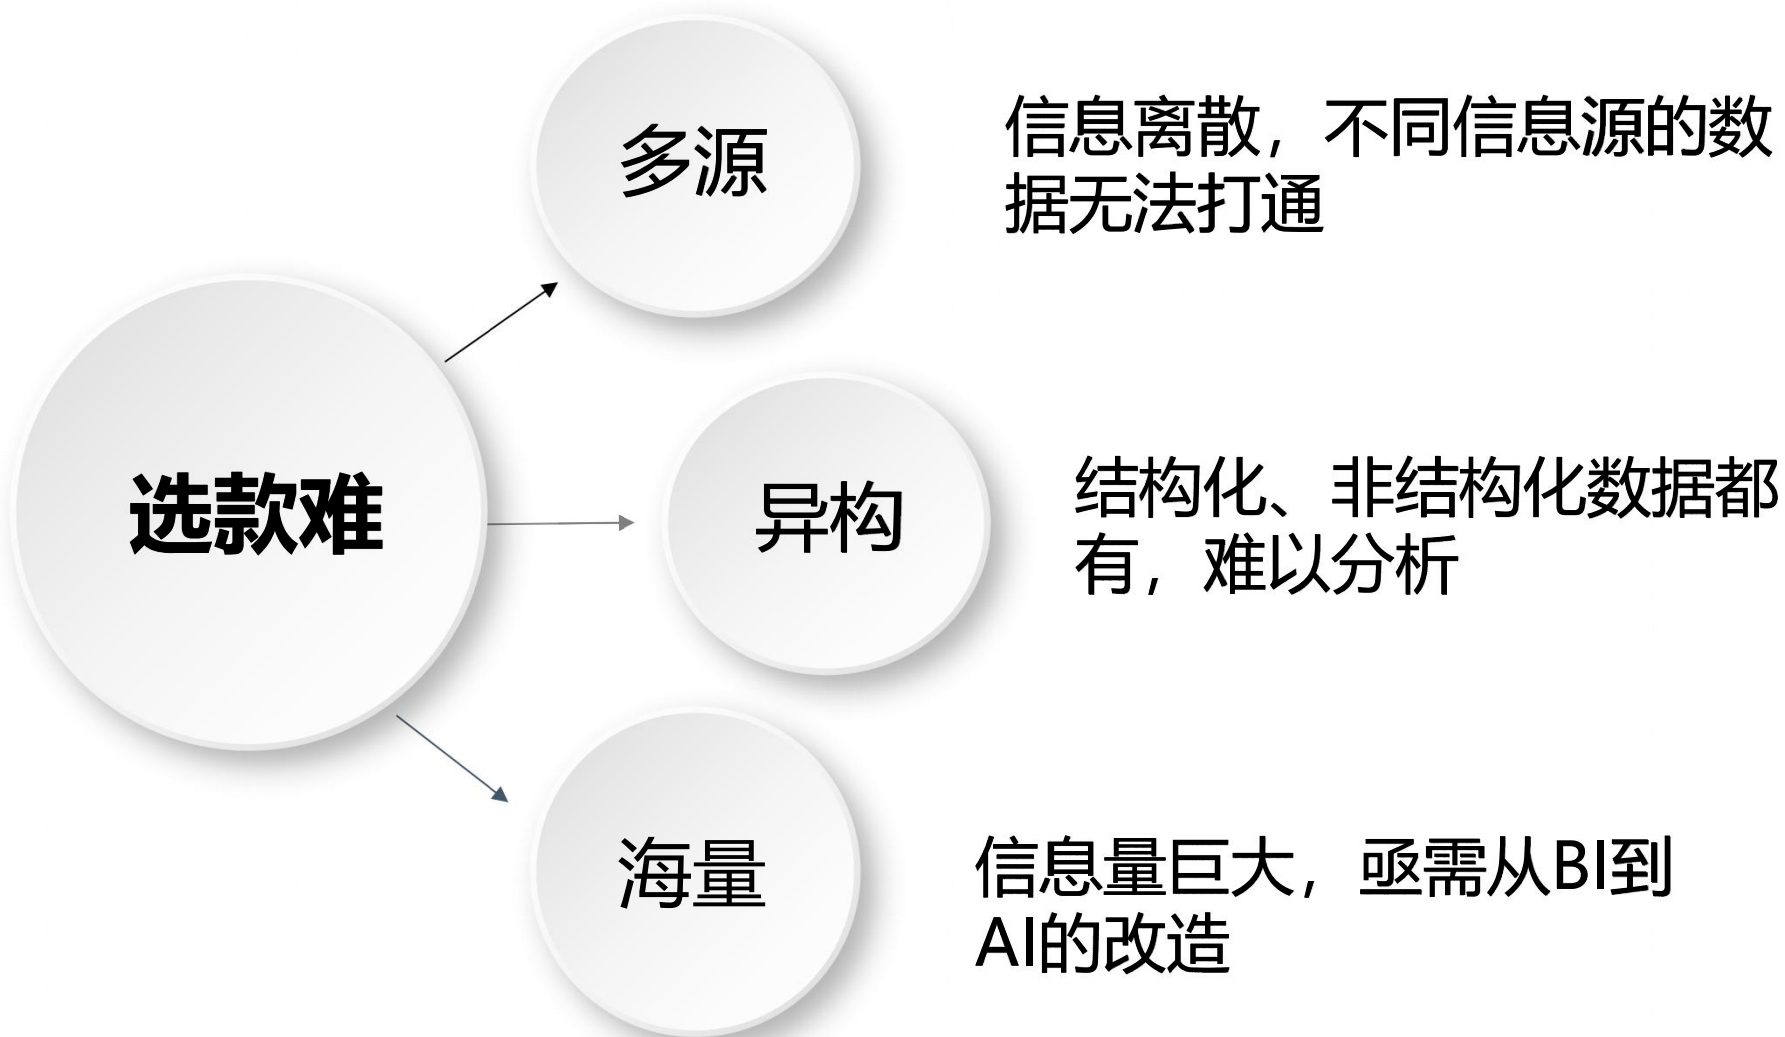 多源
信息离散，不同信息源的数
据无法打通
选款难
异构
结构化、非结构化数据都
有，难以分析
海量
信息量巨大，亟需从BI到
AI的改造